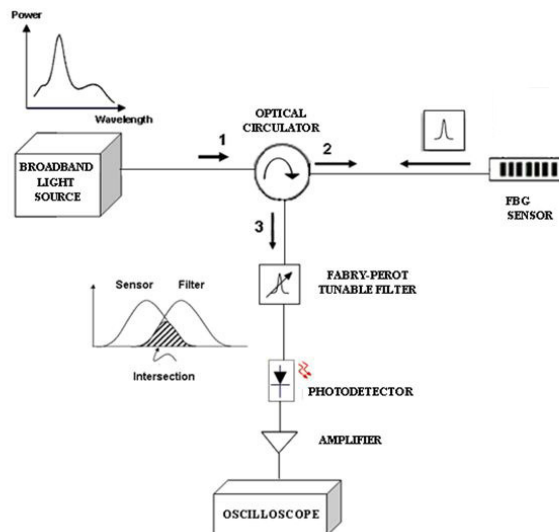 Power
Wavelength
OPTICAL
CIRCULATOR
1
2
BROADBAND
LIGHT
SOURCE
FBG
SENSOR
3
FABRY-PEROT
TUNABLE FILTER
Sensor
Filter
Intersection
PHOTODETECTOR
AMPLIFIER
OSCILLOSCOPE